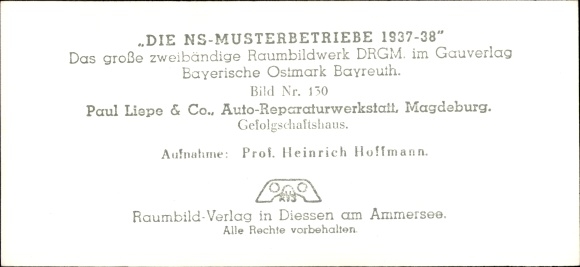 „DIE NS-MUSTERBETRIEBE 1937-38"
Das große zweibändige Raumbildwerk DRGM. im Gauverlag
Bayerische Ostmark Bayreuth.
Bild Nr. 130
Paul Liepe & Co., Auto-Reparaturwerkstatt, Magdeburg.
Gefolgschaftshaus.
Aufnahme: Prof. Heinrich Hoffmann.
Raumbild-Verlag in Diessen am Ammersee.
Alle Rechte vorbehalten